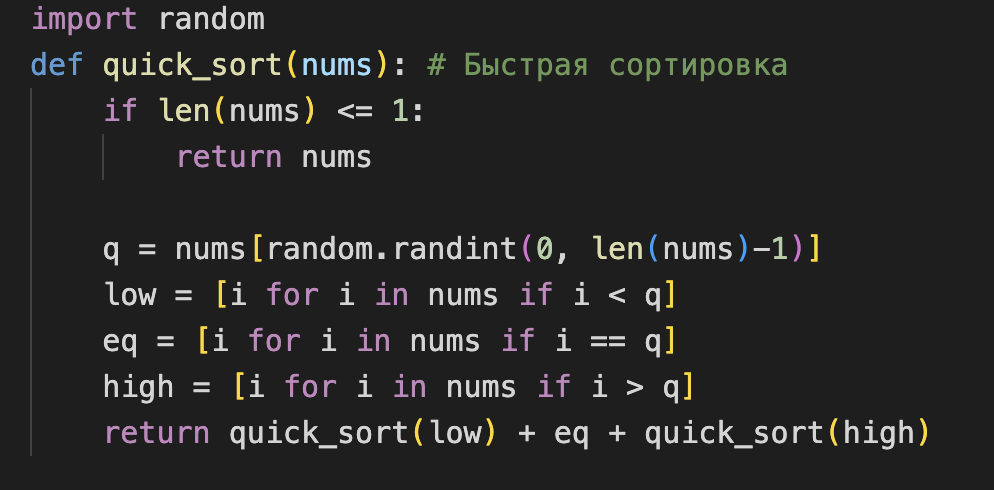 import random
def quick_sort(nums): # Быстрая сортировка
    if len(nums) <= 1:
        return nums

    q = nums[random.randint(0, len(nums)-1)]
    low = [i for i in nums if i < q]
    eq = [i for i in nums if i == q]
    high = [i for i in nums if i > q]
    return quick_sort(low) + eq + quick_sort(high)